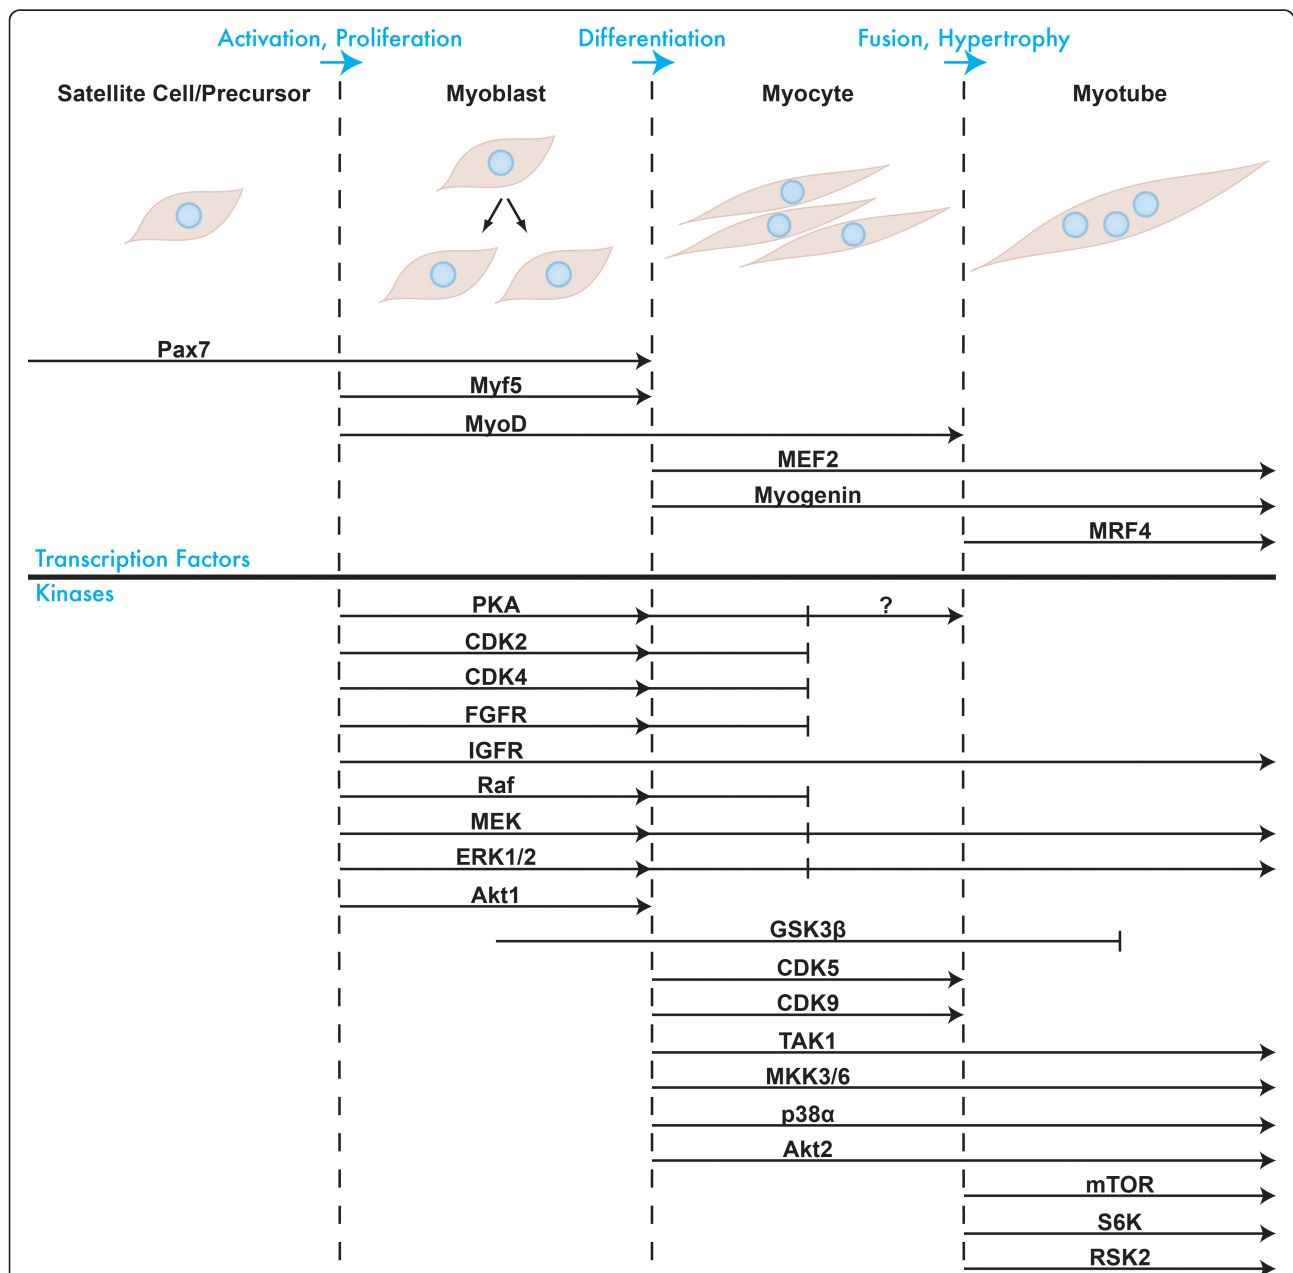 Activation, Proliferation Differentiation Fusion, Hypertrophy
Satellite Cell/Precursor Myoblast Myocyte Myotube
Pax7
Myf5
MyoD
MEF2
Myogenin
MRF4
Transcription Factors
Kinases
PKA ?
CDK2
CDK4
FGFR
IGFR
Raf
MEK
ERK1/2
Akt1
GSK3β
CDK5
CDK9
TAK1
MKK3/6
p38α
Akt2
mTOR
S6K
RSK2